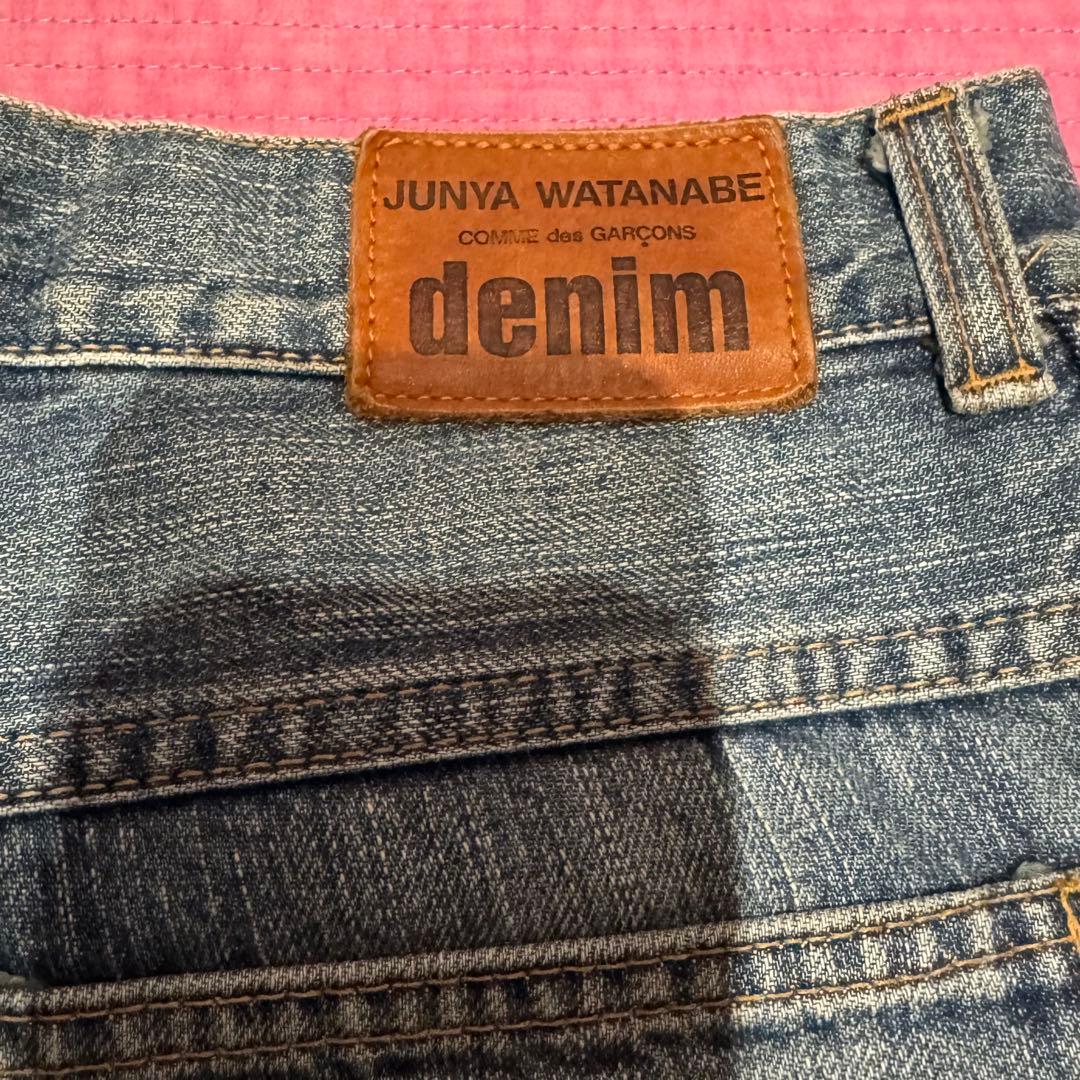 JUNYA WATANABE
COMME des GARÇONS
denim